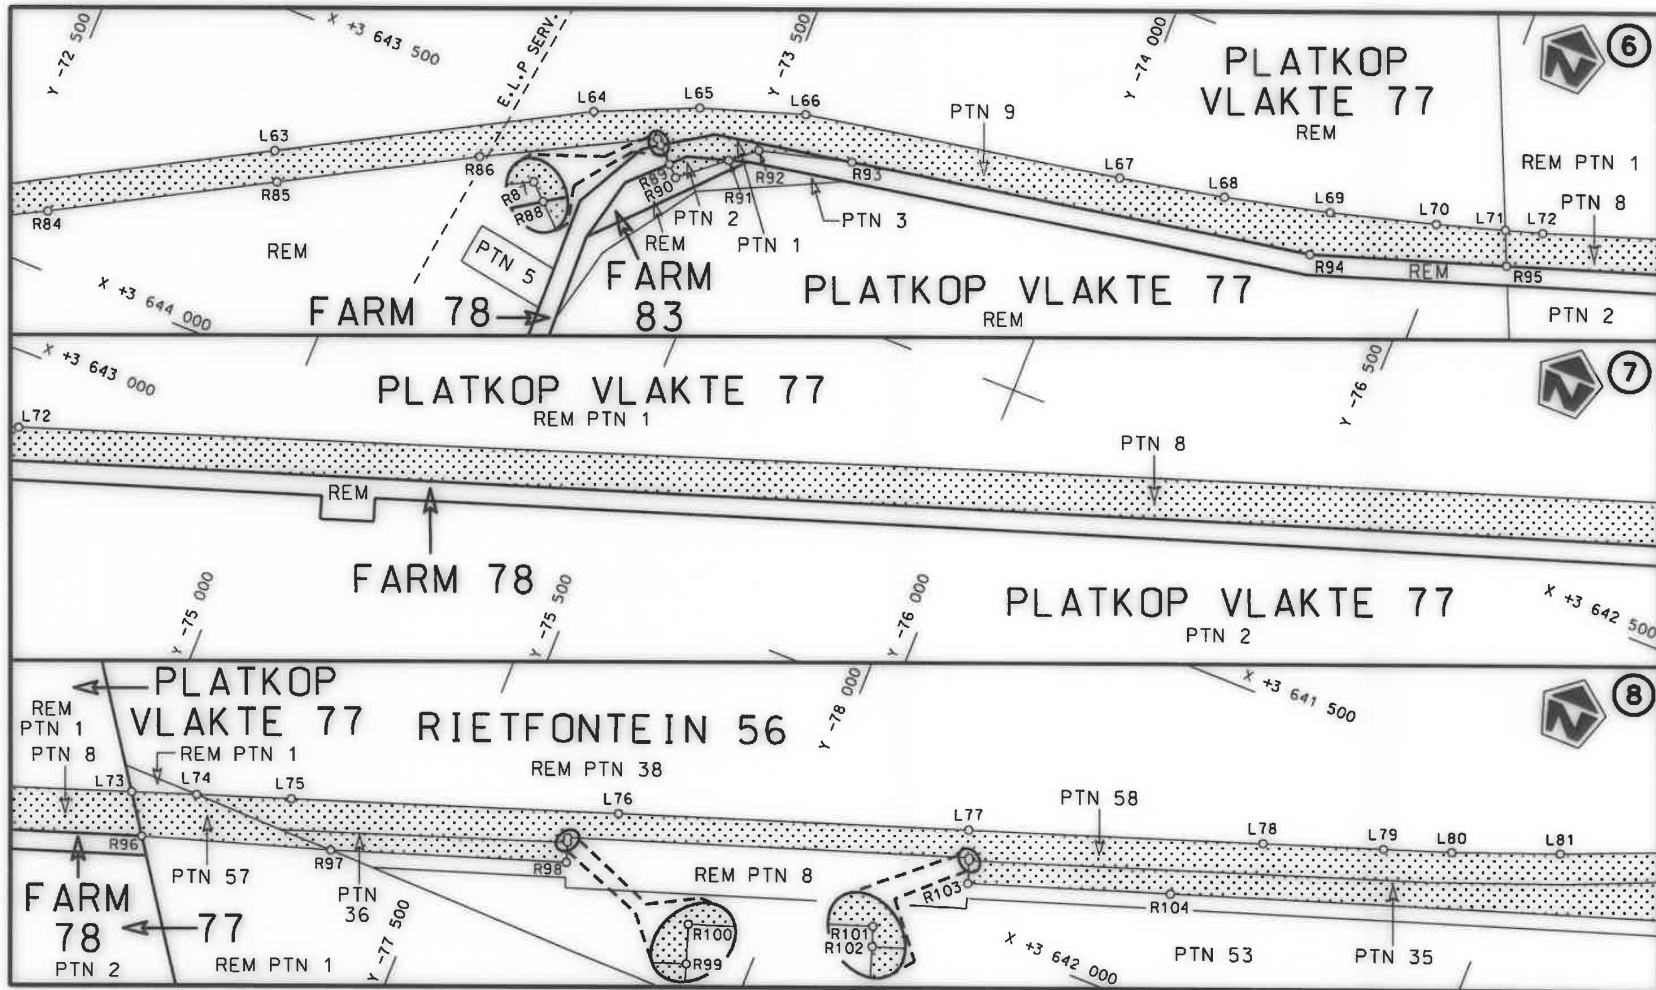 Y -72 500
X +3 643 500
E.L.P SERV.
Y -73 500
Y -74 000
PLATKOP
VLAKTE 77
REM
N
6
L63
L64
L65
L66
PTN 9
L67
L68
L69
L70
L71
L72
REM PTN 1
PTN 8
R84
R85
R86
R87
R88
R89
R90
R91
R92
R93
R94
R95
REM
PTN 5
REM
PTN 2
PTN 1
PTN 3
REM
X +3 644 000
FARM 78
FARM
83
PLATKOP VLAKTE 77
REM
PTN 2
X +3 643 000
PLATKOP VLAKTE 77
REM PTN 1
Y -76 500
N
7
L72
PTN 8
REM
FARM 78
Y -75 000
Y -75 500
Y -76 000
PLATKOP VLAKTE 77
PTN 2
X +3 642 500
PLATKOP
VLAKTE 77
REM
PTN 1
PTN 8
REM PTN 1
RIETFONTEIN 56
REM PTN 38
Y -78 000
X +3 641 500
N
8
L73
L74
L75
L76
L77
PTN 58
L78
L79
L80
L81
R96
R97
R98
R103
R104
PTN 57
PTN
36
REM PTN 8
FARM
78
77
PTN 2
REM PTN 1
Y -77 500
R100
R99
R101
R102
X +3 642 000
PTN 53
PTN 35